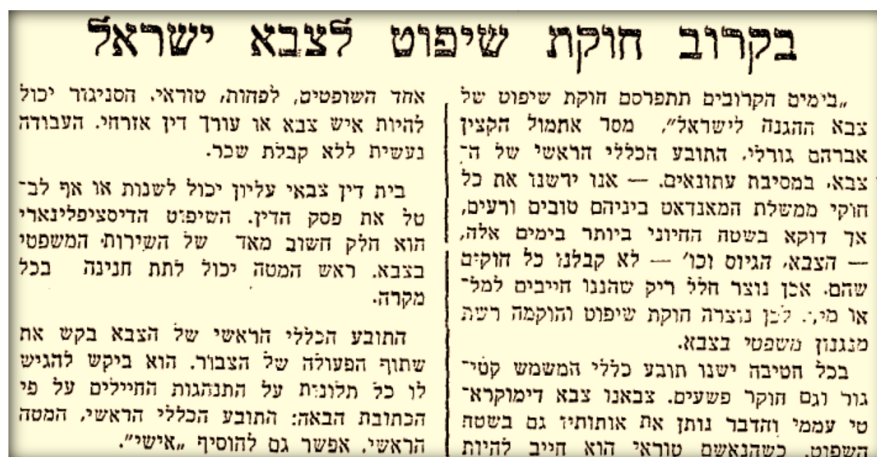 בקרוב חוקת שיפוט לצבא ישראל
„בימים הקרובים תתפרסם חוקת שיפוט של
צבא ההגנה לישראל”, מסר אתמול הקצין
אברהם גורלי, התובע הכללי הראשי של ה־
צבא, במסיבת עתונאים. — אנו ירשנו את כל
חוקי ממשלת המאנדאט ביניהם טובים ורעים,
אך דוקא בשטח החיוני ביותר בימים אלה,
— הצבא, הגיוס וכו' — לא קבלנו כל חוקים
שהם. אכן נוצר חלל ריק שהננו חייבים למל־
או מיד. לכן נוצרה חוקת שיפוט והוקמה רשת
מנגנון משפטי בצבא.
בכל חטיבה ישנו תובע כללי המשמש קטי־
גור וגם חוקר פשעים. צבאנו צבא דימוקרא־
טי עממי והדבר נותן את אותותיו גם בשטח
השפוט. כשהנאשם טוראי הוא חייב להיות
אחד השופטים, לפחות, טוראי. הסניגור יכול
להיות איש צבא או עורך דין אזרחי. העבודה
נעשית ללא קבלת שכר.
בית דין צבאי עליון יכול לשנות או אף לב־
טל את פסק הדין. השיפוט הדיסציפלינארי
הוא חלק חשוב מאד של השירות המשפטי
בצבא. ראש המטה יכול לתת חנינה בכל
מקרה.
התובע הכללי הראשי של הצבא בקש את
שתוף הפעולה של הצבור. הוא ביקש להגיש
לו כל תלונות על התנהגות החיילים על פי
הכתובת הבאה: התובע הכללי הראשי, המטה
הראשי. אפשר גם להוסיף „אישי”.